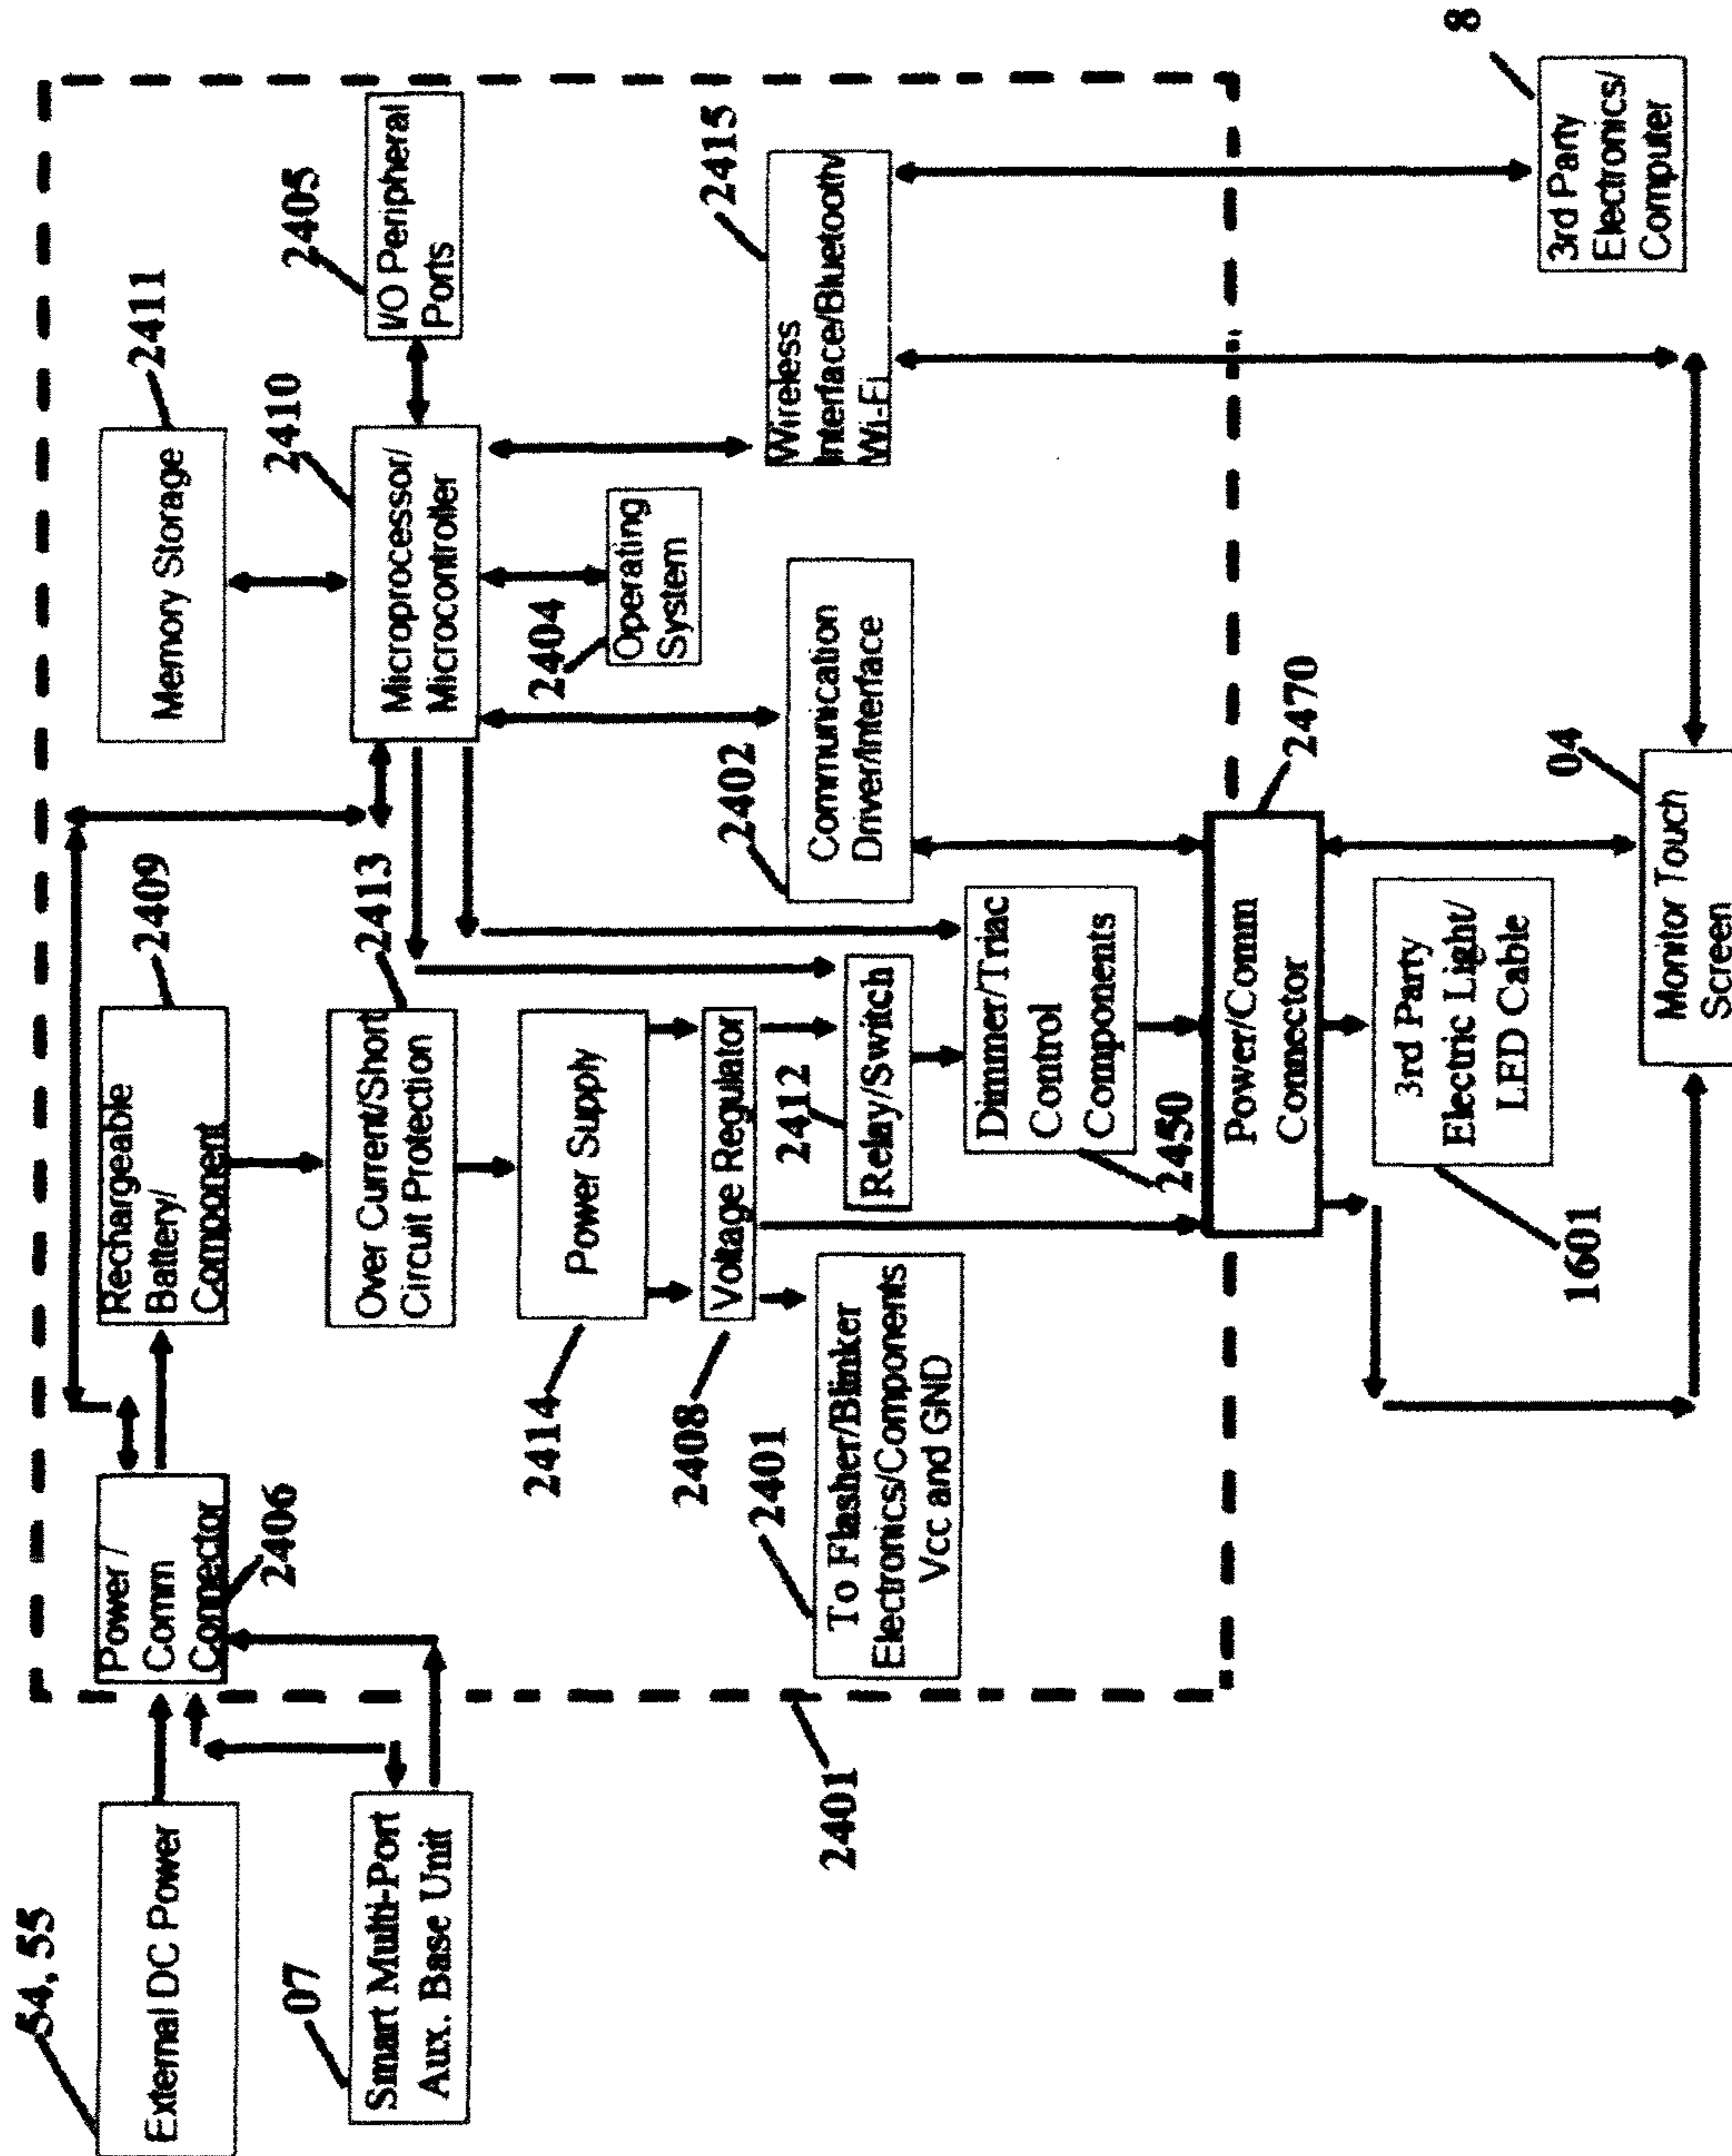 54, 55
External DC Power
07
Smart Multi-Port
Aux. Base Unit
Power /
Comm
Connector
2406
Rechargeable
Battery/
Component
2409
Over Current/Short
Circuit Protection
2413
Power Supply
2414
Voltage Regulator
2408
To Flasher/Blinker
Electronics/Components
Vcc and GND
2401
2401
Relay/Switch
2412
Dimmer/Triac
Control
Components
2450
Memory Storage
2411
Microprocessor/
Microcontroller
2410
I/O Peripheral
Ports
2405
Operating
System
2404
Communication
Driver/Interface
2402
Wireless
Interface/Bluetooth/
Wi-Fi
2415
Power/Comm
Connector
2470
3rd Party
Electric Light/
LED Cable
1601
Monitor Touch
Screen
04
3rd Party
Electronics/
Computer
8